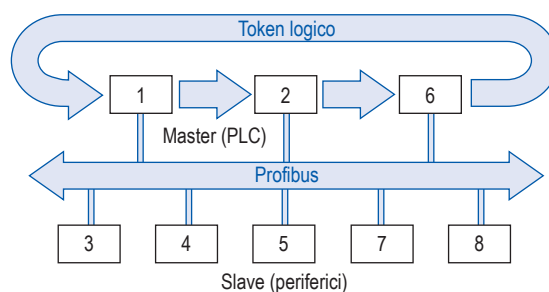 Token logico
1 2 6
Master (PLC)
Profibus
3 4 5 7 8
Slave (periferici)